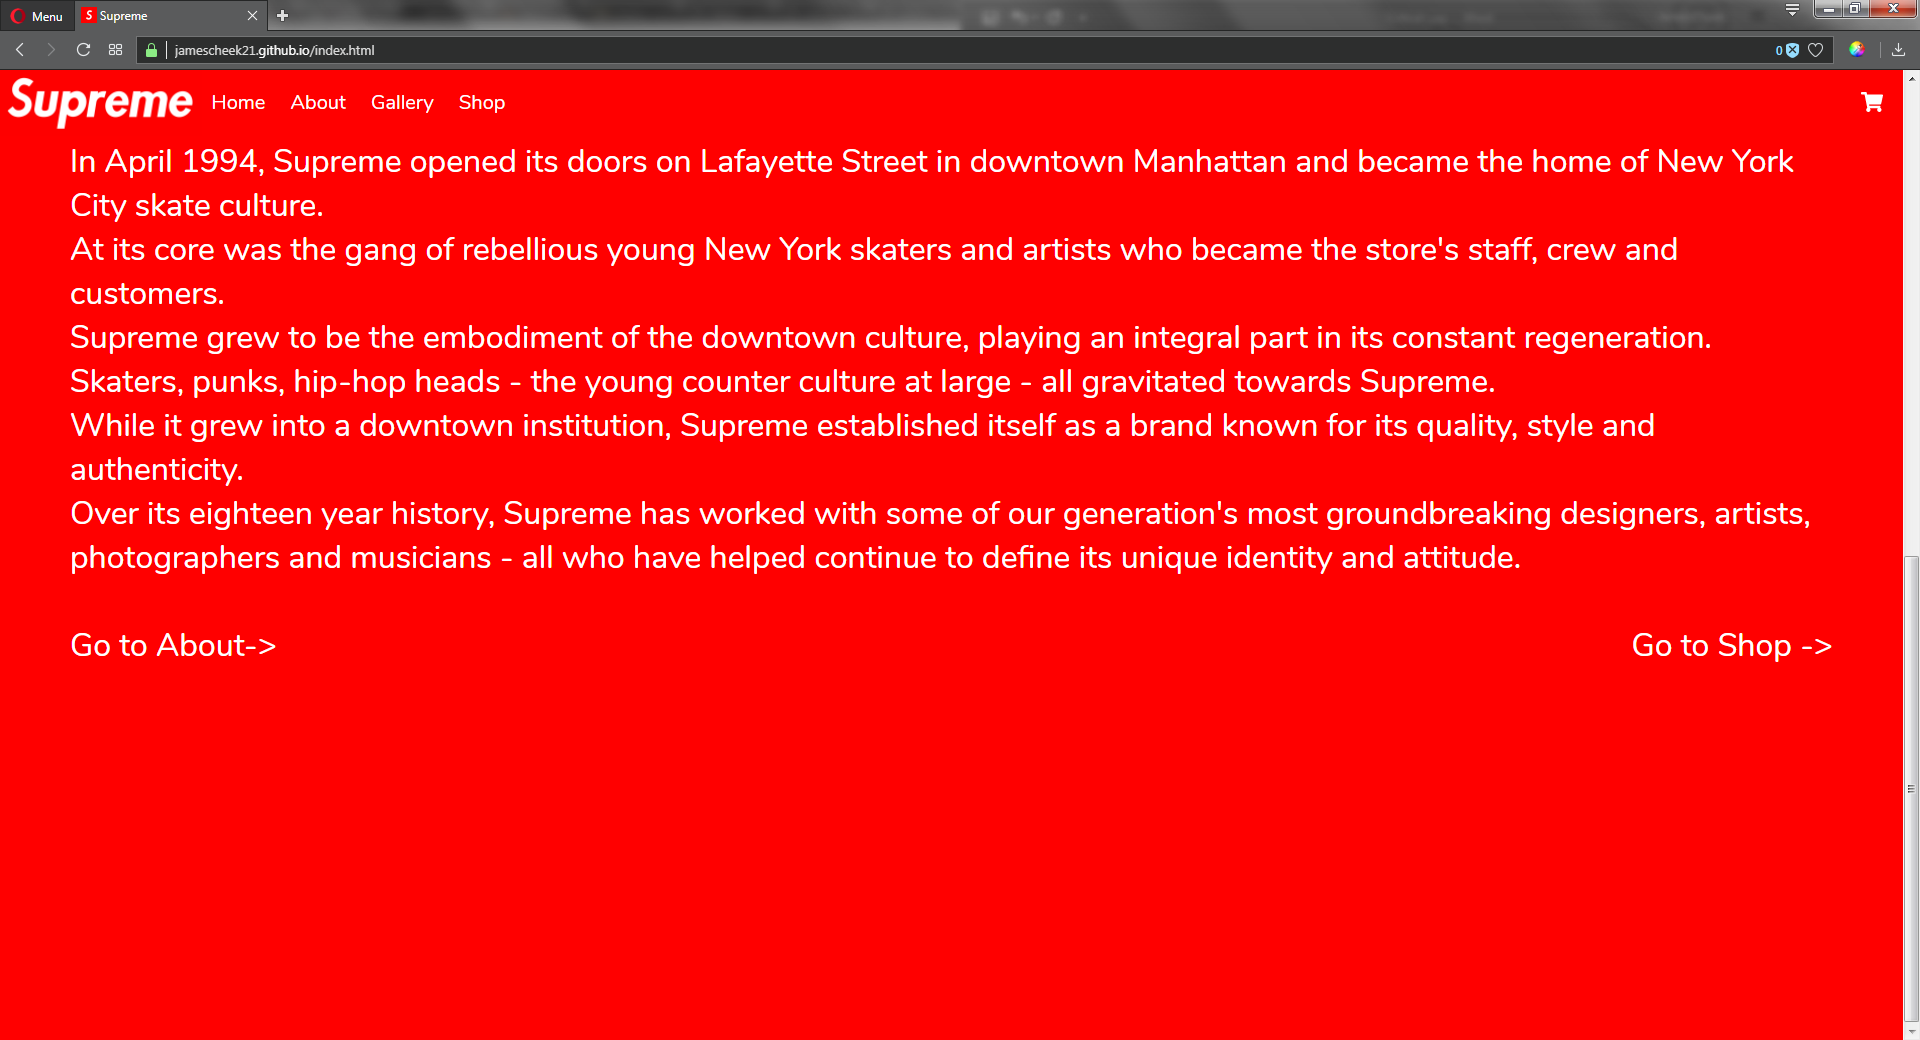 Menu
S Supreme
jamescheek21.github.io/index.html
0
Supreme Home About Gallery Shop
In April 1994, Supreme opened its doors on Lafayette Street in downtown Manhattan and became the home of New York
City skate culture.
At its core was the gang of rebellious young New York skaters and artists who became the store's staff, crew and
customers.
Supreme grew to be the embodiment of the downtown culture, playing an integral part in its constant regeneration.
Skaters, punks, hip-hop heads - the young counter culture at large - all gravitated towards Supreme.
While it grew into a downtown institution, Supreme established itself as a brand known for its quality, style and
authenticity.
Over its eighteen year history, Supreme has worked with some of our generation's most groundbreaking designers, artists,
photographers and musicians - all who have helped continue to define its unique identity and attitude.
Go to About->
Go to Shop ->